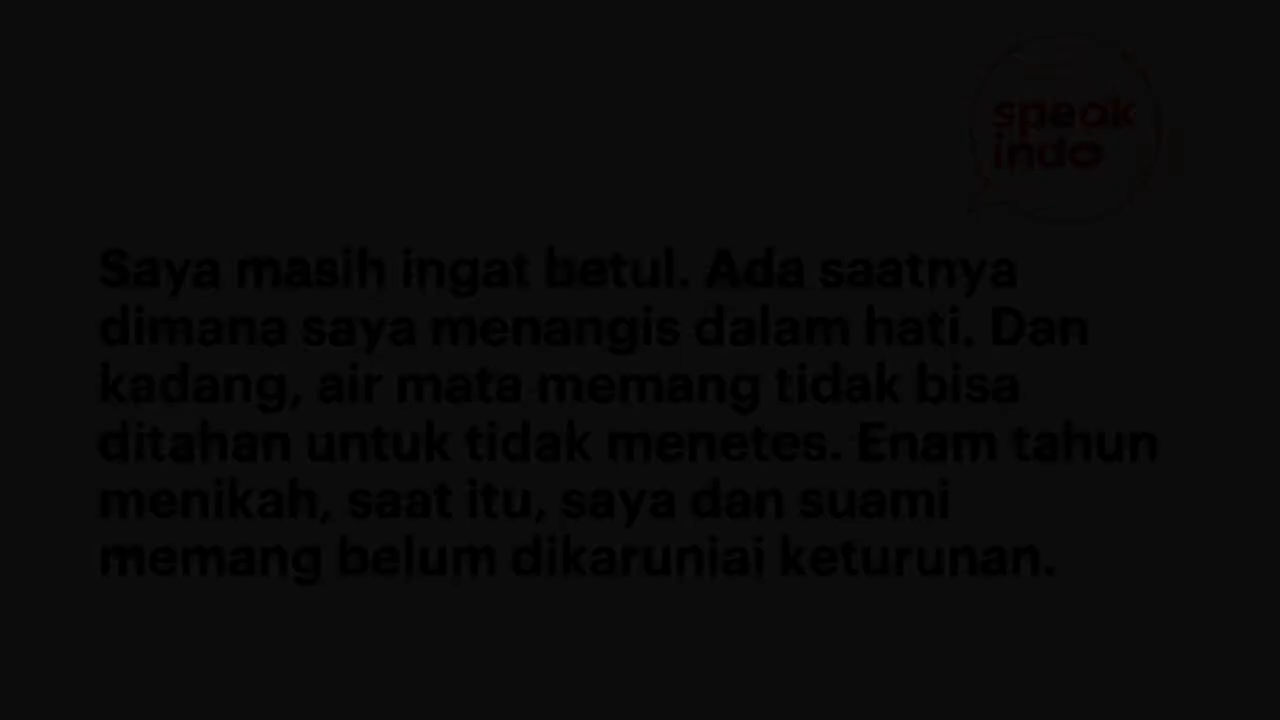 speak
indo
Saya masih ingat betul. Ada saatnya
dimana saya menangis dalam hati. Dan
kadang, air mata memang tidak bisa
ditahan untuk tidak menetes. Enam tahun
menikah, saat itu, saya dan suami
memang belum dikaruniai keturunan.